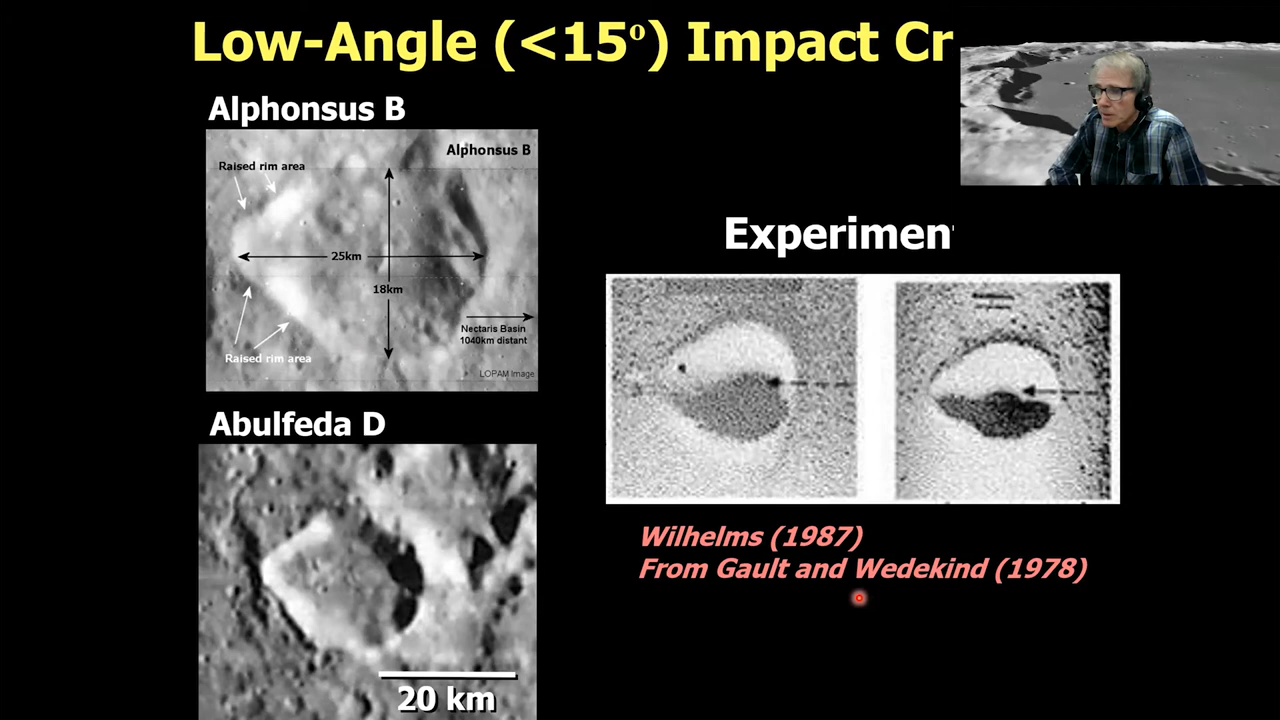 Low-Angle (<15º) Impact Cr
Alphonsus B
Alphonsus B
Raised rim area
25km
18km
Nectaris Basin
1040km distant
Raised rim area
LOPAM Image
Experimen
Abulfeda D
20 km
Wilhelms (1987)
From Gault and Wedekind (1978)